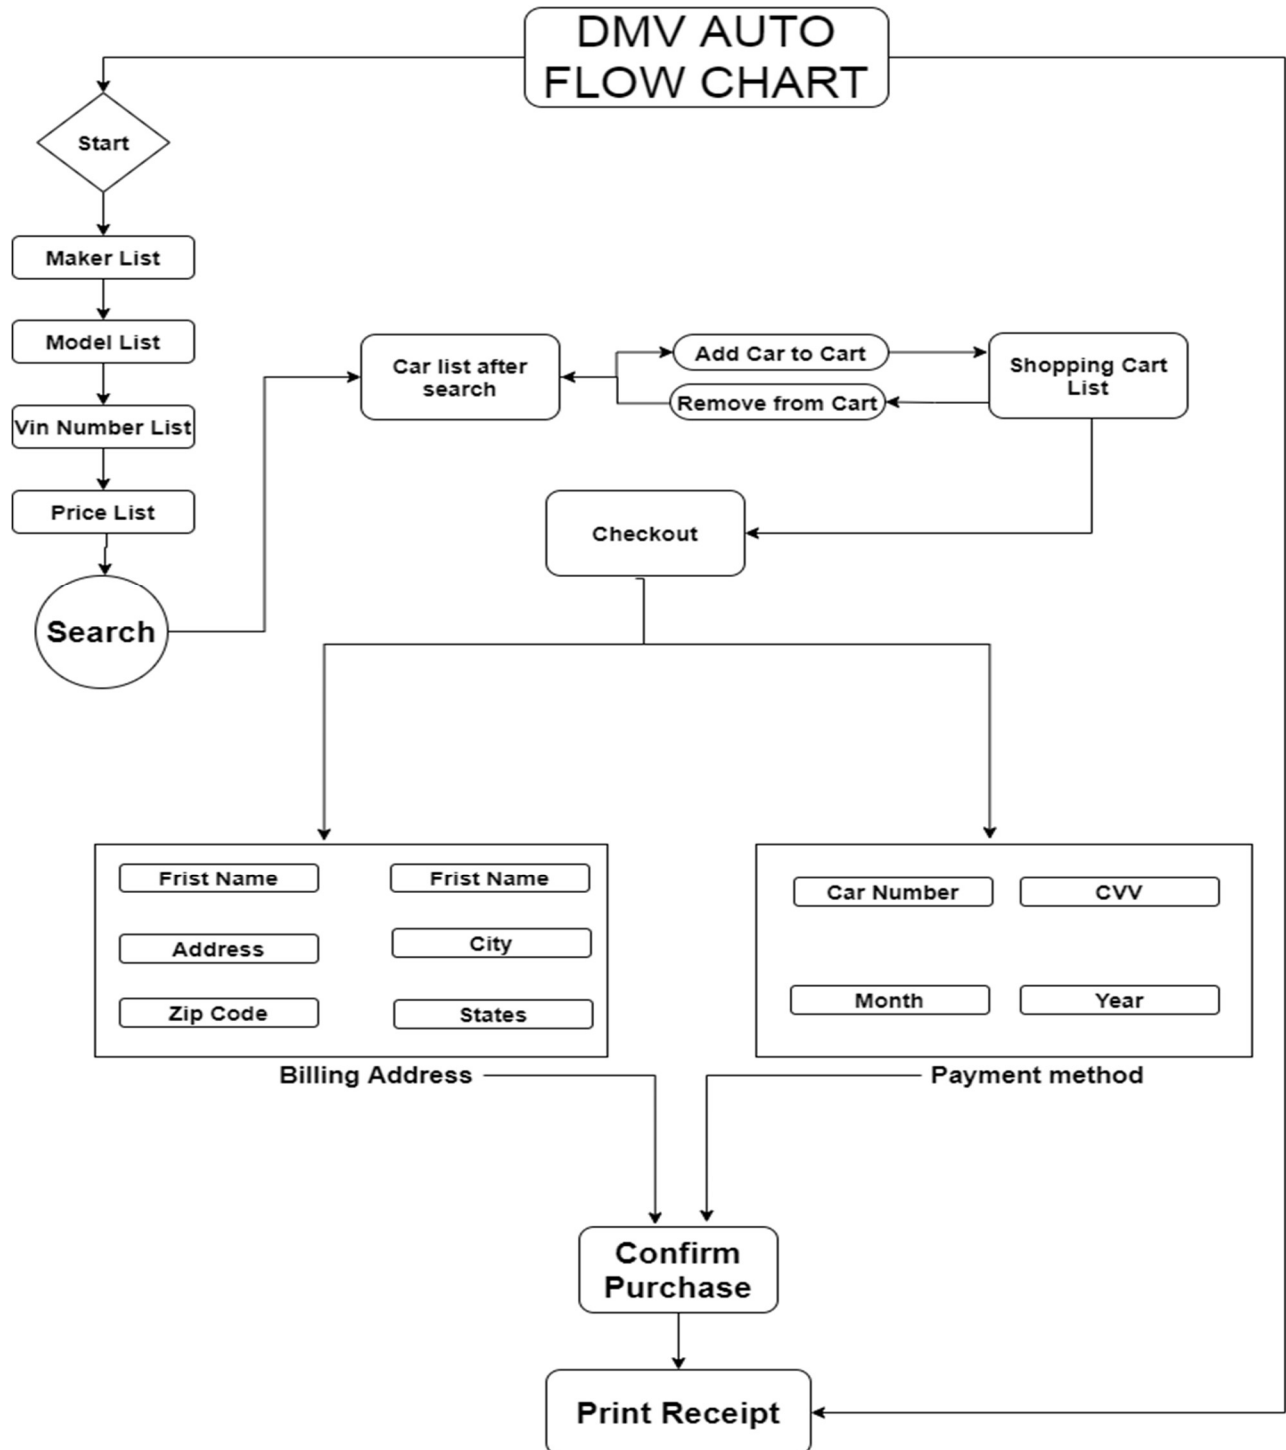 DMV AUTO
FLOW CHART
Start
Maker List
Model List
Vin Number List
Price List
Search
Car list after
search
Add Car to Cart
Remove from Cart
Shopping Cart
List
Checkout
Frist Name
Frist Name
Address
City
Zip Code
States
Billing Address
Car Number
CVV
Month
Year
Payment method
Confirm
Purchase
Print Receipt